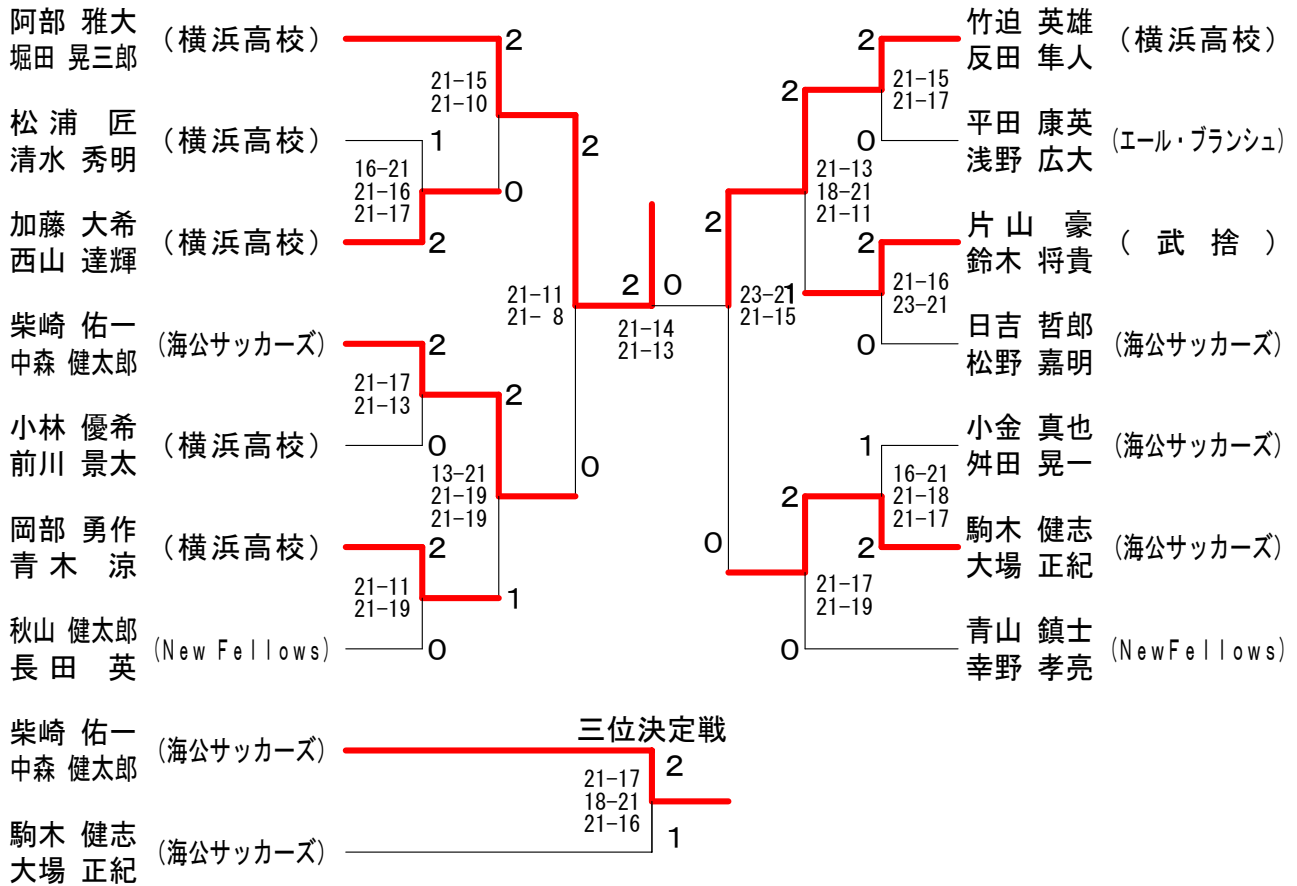 阿部 雅大
堀田 晃三郎
(横浜高校)
2
21-15
21-10
松浦 匠
清水 秀明
(横浜高校)
1
16-21
21-16
21-17
0
加藤 大希
西山 達輝
(横浜高校)
2
2
21-11
21- 8
柴崎 佑一
中森 健太郎
(海公サッカーズ)
2
21-17
21-13
2
小林 優希
前川 景太
(横浜高校)
0
13-21
21-19
21-19
0
岡部 勇作
青木 涼
(横浜高校)
2
21-11
21-19
1
秋山 健太郎
長田 英
(New Fellows)
0
2 0
21-14
21-13
竹迫 英雄
反田 隼人
(横浜高校)
2
21-15
21-17
2
平田 康英
浅野 広大
(エール・ブランシュ)
0
21-13
18-21
21-11
2
片山 豪
鈴木 将貴
(武捨)
2
21-16
23-21
1
23-21
21-15
日吉 哲郎
松野 嘉明
(海公サッカーズ)
0
小金 真也
舛田 晃一
(海公サッカーズ)
1
16-21
21-18
21-17
2
0
駒木 健志
大場 正紀
(海公サッカーズ)
2
21-17
21-19
青山 鎮士
幸野 孝亮
(NewFellows)
0
三位決定戦
柴崎 佑一
中森 健太郎
(海公サッカーズ)
2
21-17
18-21
21-16
駒木 健志
大場 正紀
(海公サッカーズ)
1